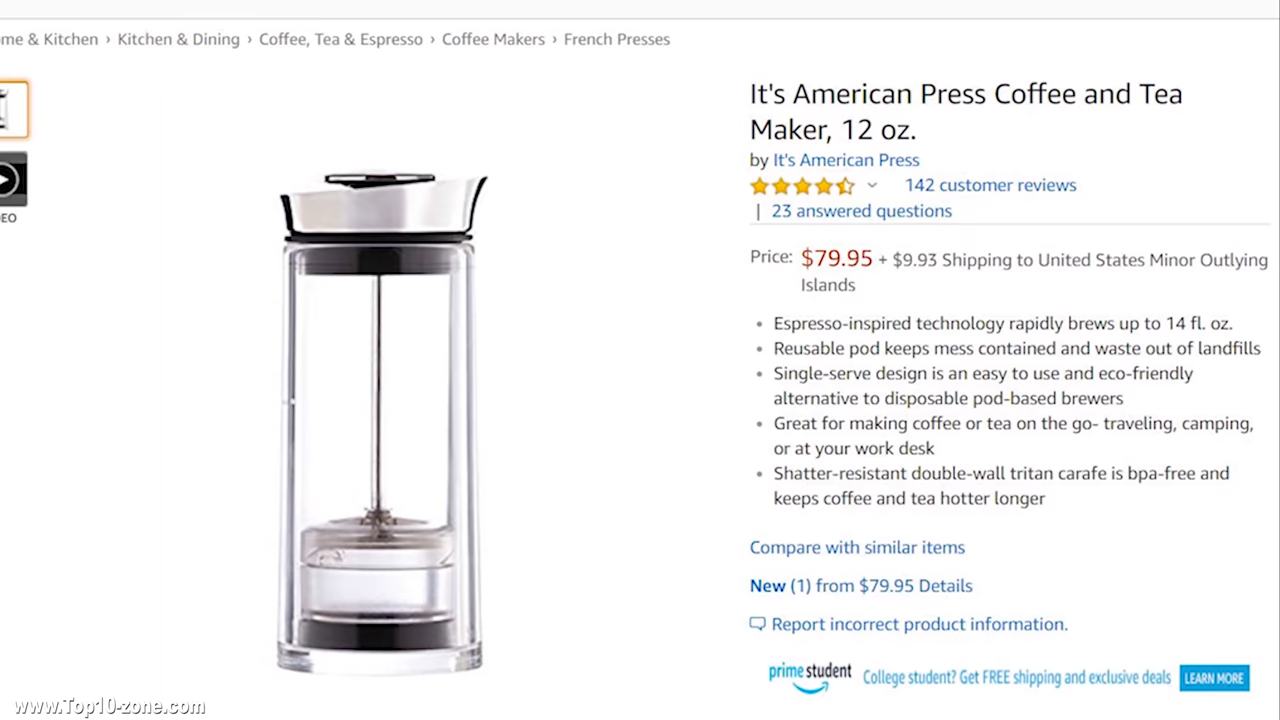 me & Kitchen › Kitchen & Dining › Coffee, Tea & Espresso › Coffee Makers › French Presses
EO
It's American Press Coffee and Tea
Maker, 12 oz.
by It's American Press
142 customer reviews
| 23 answered questions
Price: $79.95 + $9.93 Shipping to United States Minor Outlying
Islands
• Espresso-inspired technology rapidly brews up to 14 fl. oz.
• Reusable pod keeps mess contained and waste out of landfills
• Single-serve design is an easy to use and eco-friendly
alternative to disposable pod-based brewers
• Great for making coffee or tea on the go- traveling, camping,
or at your work desk
• Shatter-resistant double-wall tritan carafe is bpa-free and
keeps coffee and tea hotter longer
Compare with similar items
New (1) from $79.95 Details
Report incorrect product information.
prime student College student? Get FREE shipping and exclusive deals LEARN MORE
www.Top10-zone.com